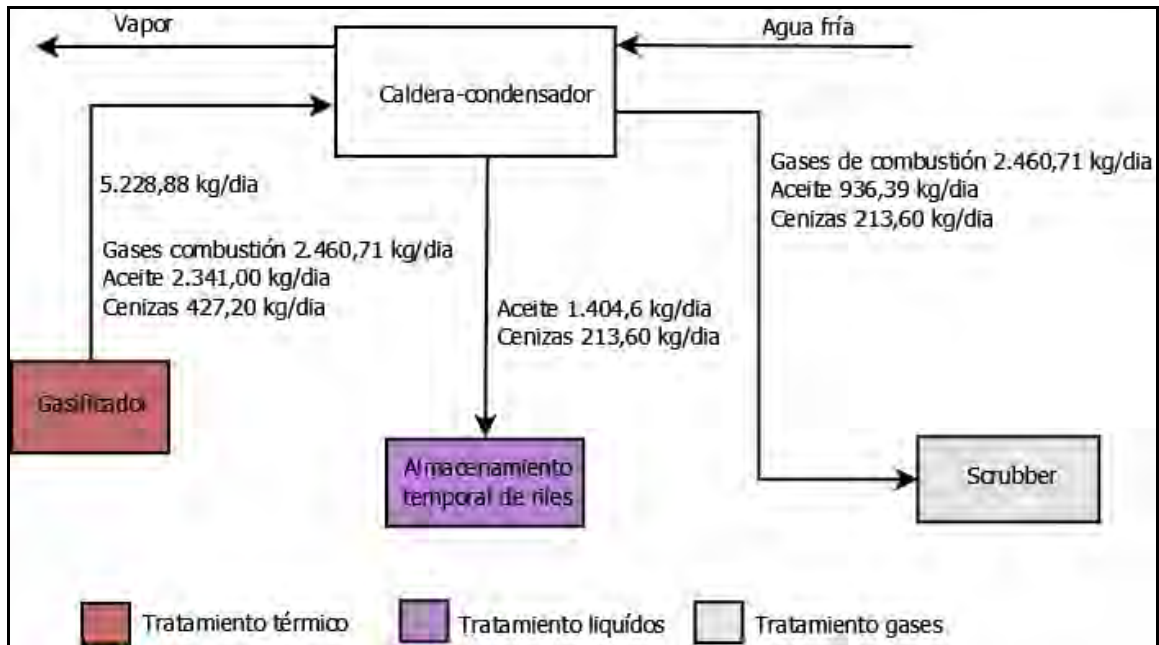 Vapor
Agua fría
Caldera-condensador
5.228,88 kg/dia
Gases combustión 2.460,71 kg/dia
Aceite 2.341,00 kg/dia
Cenizas 427,20 kg/dia
Gases de combustión 2.460,71 kg/dia
Aceite 936,39 kg/dia
Cenizas 213,60 kg/dia
Aceite 1.404,6 kg/dia
Cenizas 213,60 kg/dia
Gasificador
Almacenamiento
temporal de riles
Scrubber
Tratamiento térmico
Tratamiento liquídos
Tratamiento gases